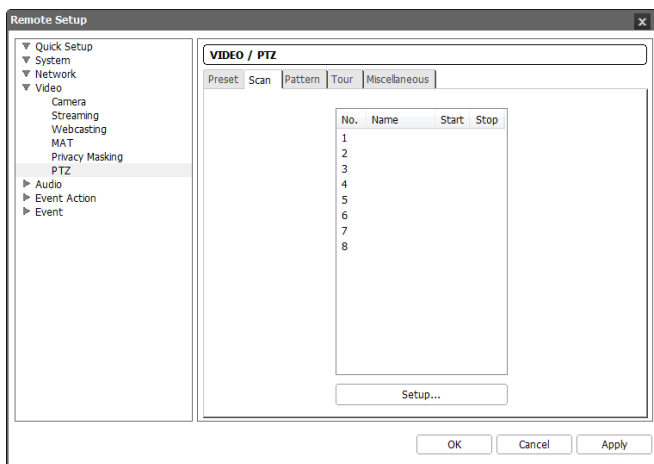 Remote Setup
Quick Setup
System
Network
Video
Camera
Streaming
Webcasting
MAT
Privacy Masking
PTZ
Audio
Event Action
Event
VIDEO / PTZ
Preset Scan Pattern Tour Miscellaneous
No. Name Start Stop
1
2
3
4
5
6
7
8
Setup...
OK Cancel Apply